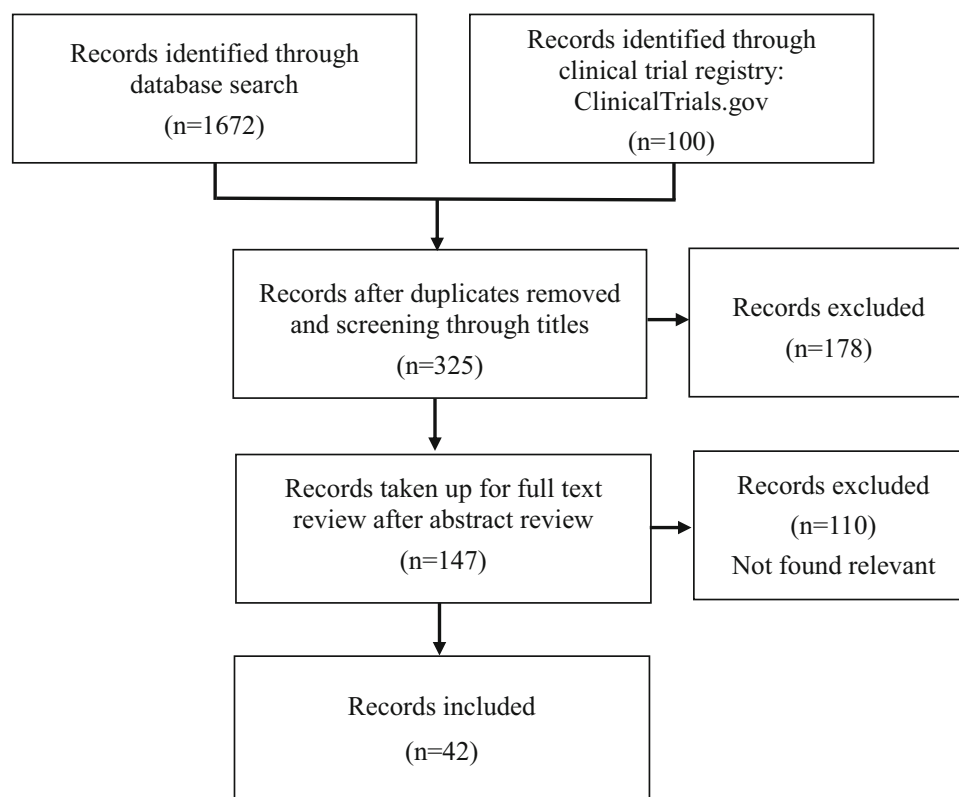 Records identified through
database search
(n=1672)
Records identified through
clinical trial registry:
ClinicalTrials.gov
(n=100)
Records after duplicates removed
and screening through titles
(n=325)
Records excluded
(n=178)
Records taken up for full text
review after abstract review
(n=147)
Records excluded
(n=110)
Not found relevant
Records included
(n=42)